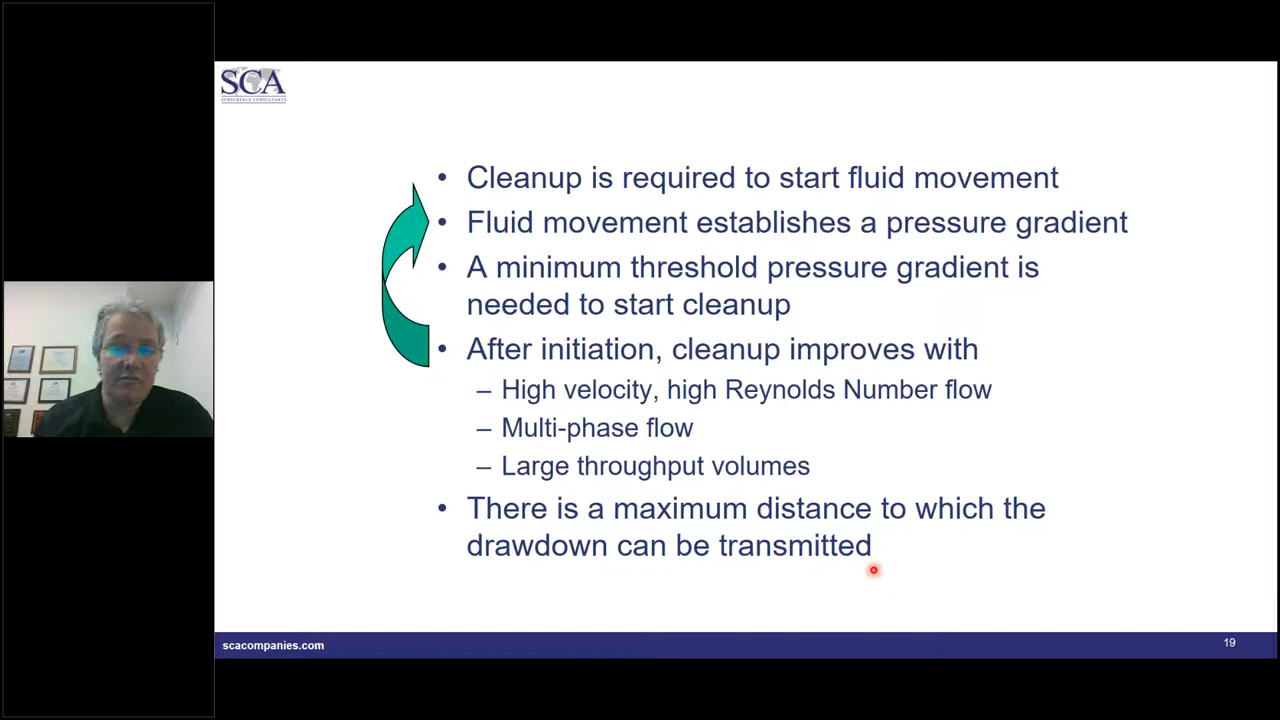 SCA
SUBSURFACE CONSULTANTS
• Cleanup is required to start fluid movement
• Fluid movement establishes a pressure gradient
• A minimum threshold pressure gradient is
needed to start cleanup
• After initiation, cleanup improves with
– High velocity, high Reynolds Number flow
– Multi-phase flow
– Large throughput volumes
• There is a maximum distance to which the
drawdown can be transmitted
scacompanies.com
19